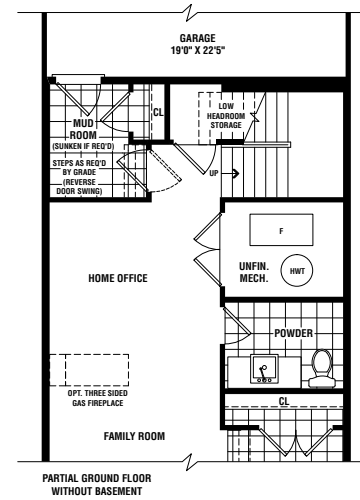 GARAGE
19'0" X 22'5"
CL
LOW
HEADROOM
STORAGE
MUD
ROOM
(SUNKEN IF REQ'D)
STEPS AS REQ'D
BY GRADE
(REVERSE
DOOR SWING)
UP
F
UNFIN.
MECH.
HWT
HOME OFFICE
POWDER
OPT. THREE SIDED
GAS FIREPLACE
CL
FAMILY ROOM
PARTIAL GROUND FLOOR
WITHOUT BASEMENT